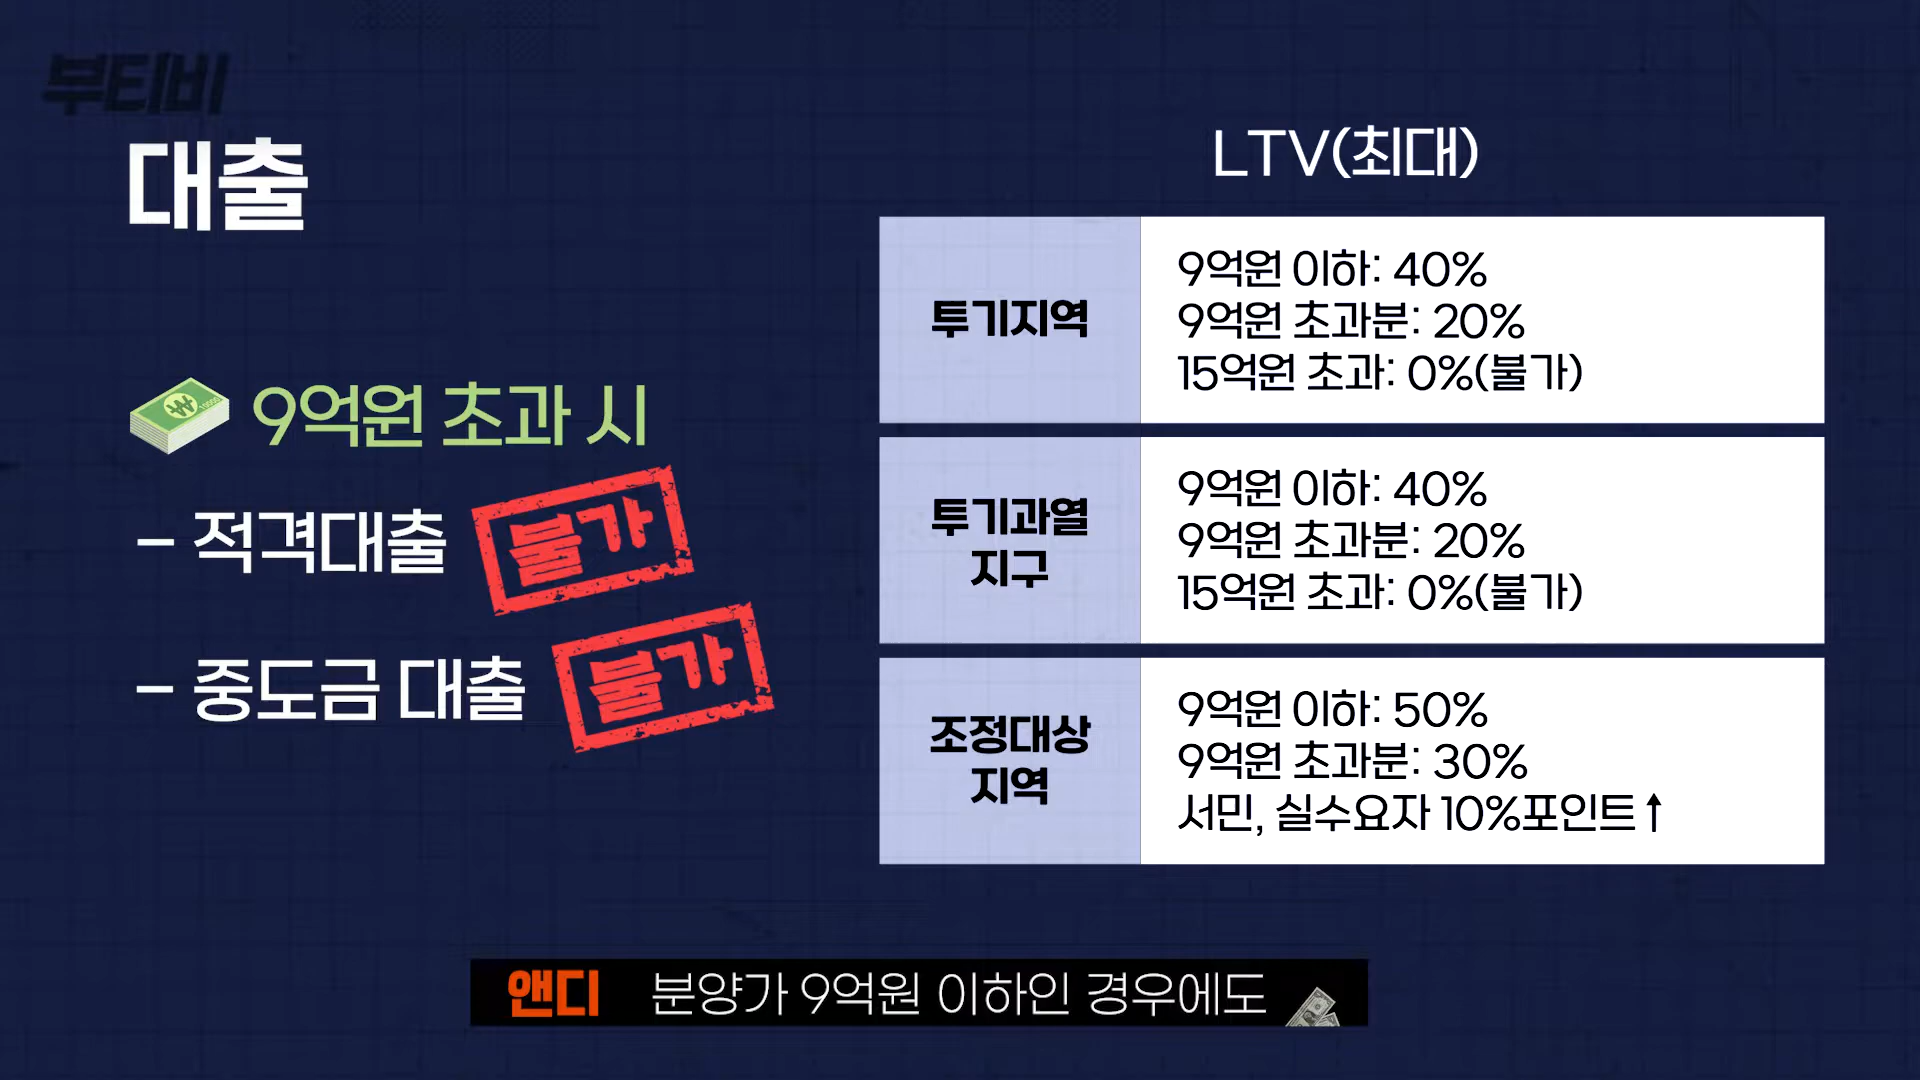 부티비
대출
9억원 초과 시
- 적격대출 불가
- 중도금 대출 불가
LTV(최대)
투기지역
9억원 이하: 40%
9억원 초과분: 20%
15억원 초과: 0%(불가)
투기과열
지구
9억원 이하: 40%
9억원 초과분: 20%
15억원 초과: 0%(불가)
조정대상
지역
9억원 이하: 50%
9억원 초과분: 30%
서민, 실수요자 10%포인트↑
앤디 분양가 9억원 이하인 경우에도